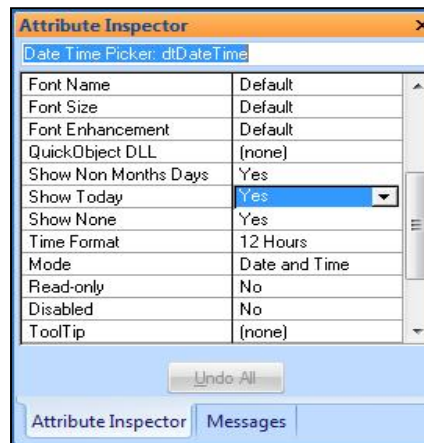 Attribute Inspector
Date Time Picker: dtDateTime
Font Name Default
Font Size Default
Font Enhancement Default
QuickObject DLL (none)
Show Non Months Days Yes
Show Today Yes
Show None Yes
Time Format 12 Hours
Mode Date and Time
Read-only No
Disabled No
ToolTip (none)
Undo All
Attribute Inspector Messages